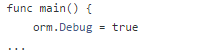 func main() {
    orm.Debug = true
...